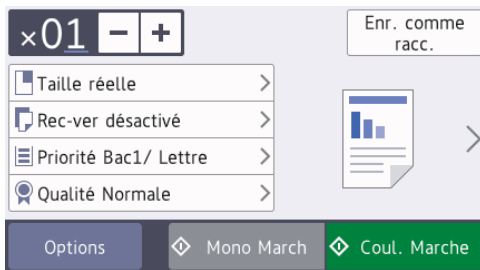 ×01 − +
Enr. comme
racc.
Taille réelle
Rec-ver désactivé
Priorité Bac1/ Lettre
Qualité Normale
Options
Mono March
Coul. Marche